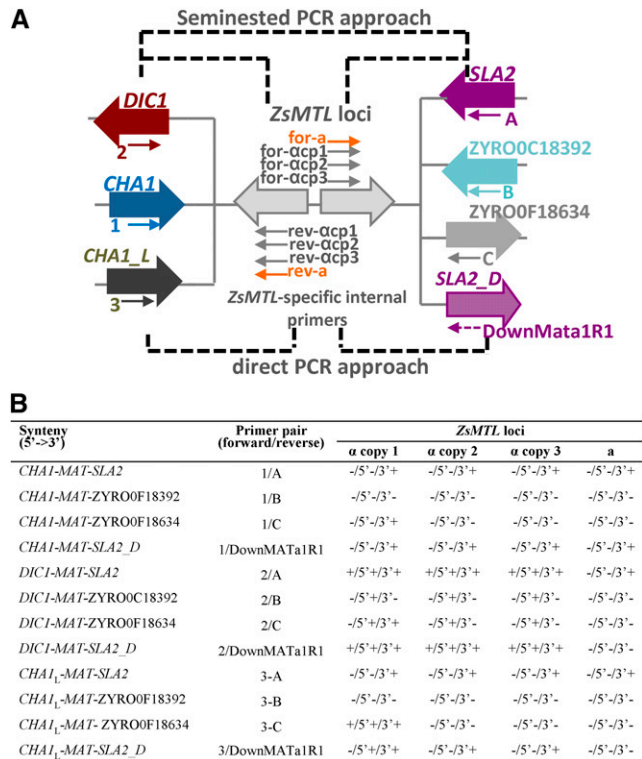 A
Seminested PCR approach
DIC1
2
CHA1
1
CHA1_L
3
ZsMTL loci
for-a
for-αcp1
for-αcp2
for-αcp3
rev-αcp1
rev-αcp2
rev-αcp3
rev-a
ZsMTL-specific internal
primers
SLA2
A
ZYRO0C18392
B
ZYRO0F18634
C
SLA2_D
DownMata1R1
direct PCR approach
B
Synteny (5'->3') Primer pair (forward/reverse) ZsMTL loci
α copy 1 α copy 2 α copy 3 a
CHA1-MAT-SLA2 1/A -/5'-/3'+ -/5'-/3'+ -/5'-/3'+ -/5'-/3'+
CHA1-MAT-ZYRO0F18392 1/B -/5'-/3'- -/5'-/3'- -/5'-/3'- -/5'-/3'-
CHA1-MAT-ZYRO0F18634 1/C -/5'-/3'+ -/5'-/3'- -/5'-/3'- -/5'-/3'-
CHA1-MAT-SLA2_D 1/DownMATa1R1 -/5'-/3'+ -/5'-/3'+ -/5'-/3'+ -/5'-/3'+
DIC1-MAT-SLA2 2/A +/5'+/3'+ +/5'+/3'+ +/5'+/3'+ -/5'-/3'+
DIC1-MAT-ZYRO0C18392 2/B -/5'+/3'- -/5'+/3'- -/5'+/3'- -/5'-/3'-
DIC1-MAT-ZYRO0F18634 2/C -/5'+/3'+ -/5'+/3'- -/5'+/3'- -/5'-/3'-
DIC1-MAT-SLA2_D 2/DownMATa1R1 +/5'+/3'+ +/5'+/3'+ +/5'+/3'+ -/5'-/3'-
CHA1L-MAT-SLA2 3-A -/5'-/3'+ -/5'-/3'+ -/5'-/3'+ -/5'-/3'+
CHA1L-MAT-ZYRO0F18392 3-B -/5'-/3'- -/5'-/3'- -/5'-/3'- -/5'-/3'-
CHA1L-MAT- ZYRO0F18634 3-C +/5'+/3'+ -/5'-/3'- -/5'-/3'- -/5'-/3'-
CHA1L-MAT-SLA2_D 3/DownMATa1R1 -/5'+/3'+ -/5'-/3'+ -/5'-/3'+ -/5'-/3'-